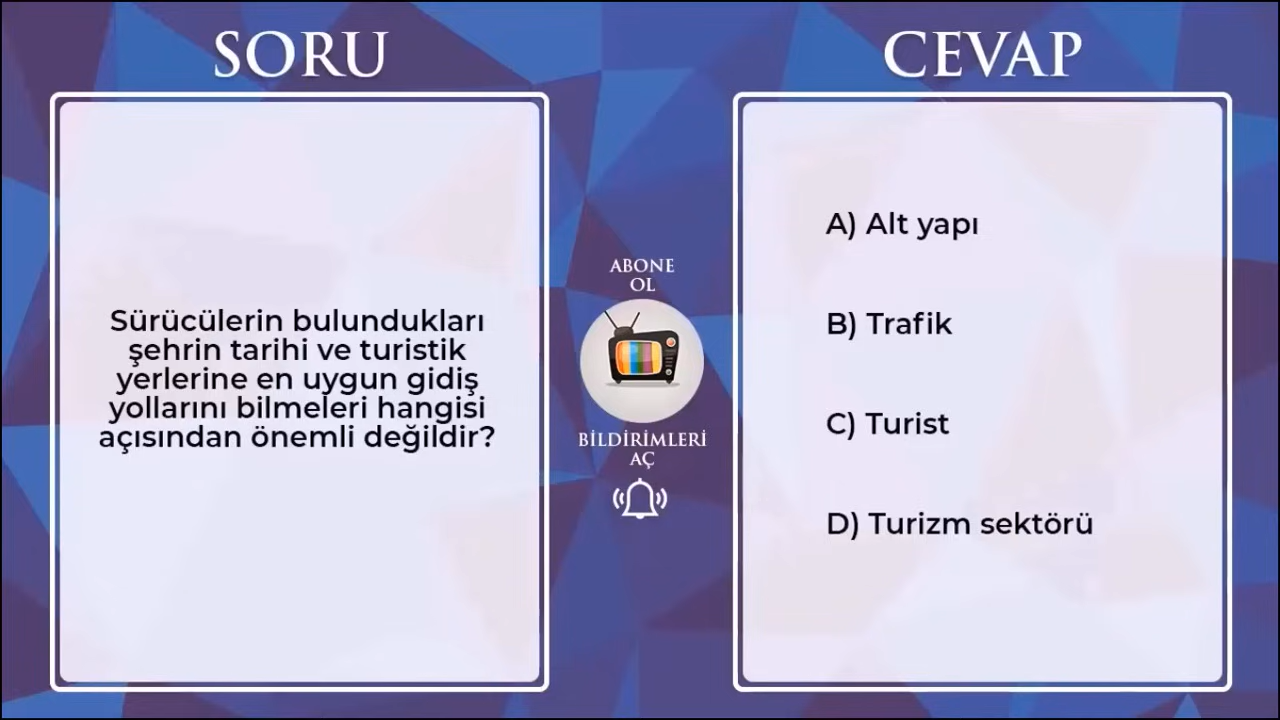 SORU
Sürücülerin bulundukları
şehrin tarihi ve turistik
yerlerine en uygun gidiş
yollarını bilmeleri hangisi
açısından önemli değildir?
ABONE
OL
BİLDİRİMLERİ
AÇ
CEVAP
A) Alt yapı
B) Trafik
C) Turist
D) Turizm sektörü